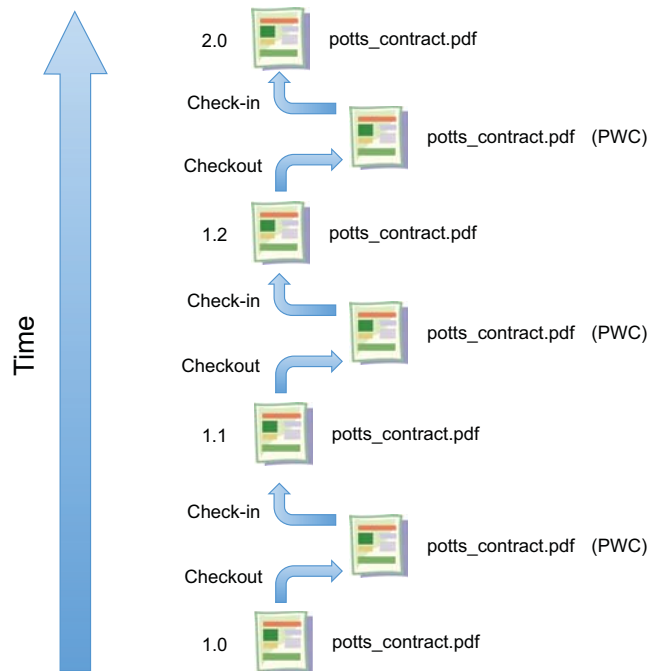 2.0 potts_contract.pdf
Check-in
potts_contract.pdf (PWC)
Checkout
1.2 potts_contract.pdf
Check-in
potts_contract.pdf (PWC)
Checkout
1.1 potts_contract.pdf
Check-in
potts_contract.pdf (PWC)
Checkout
1.0 potts_contract.pdf
Time